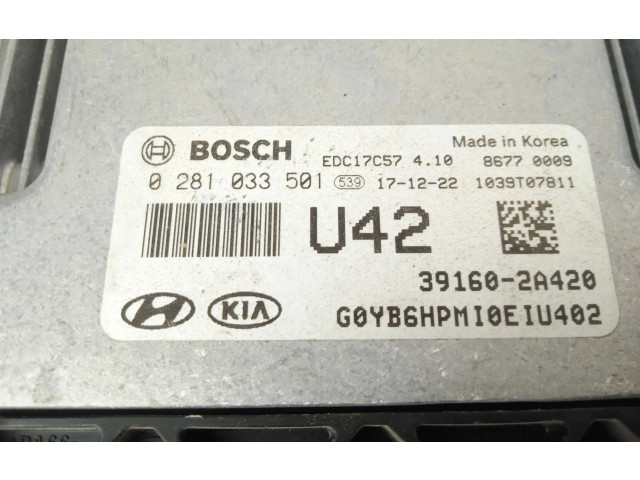 BOSCH EDC17C57 4.10 Made in Korea 8677 0009
0 281 033 501 539 17-12-22 1039T07811
U42
39160-2A420
KIA G0YB6HPMI0EIU402